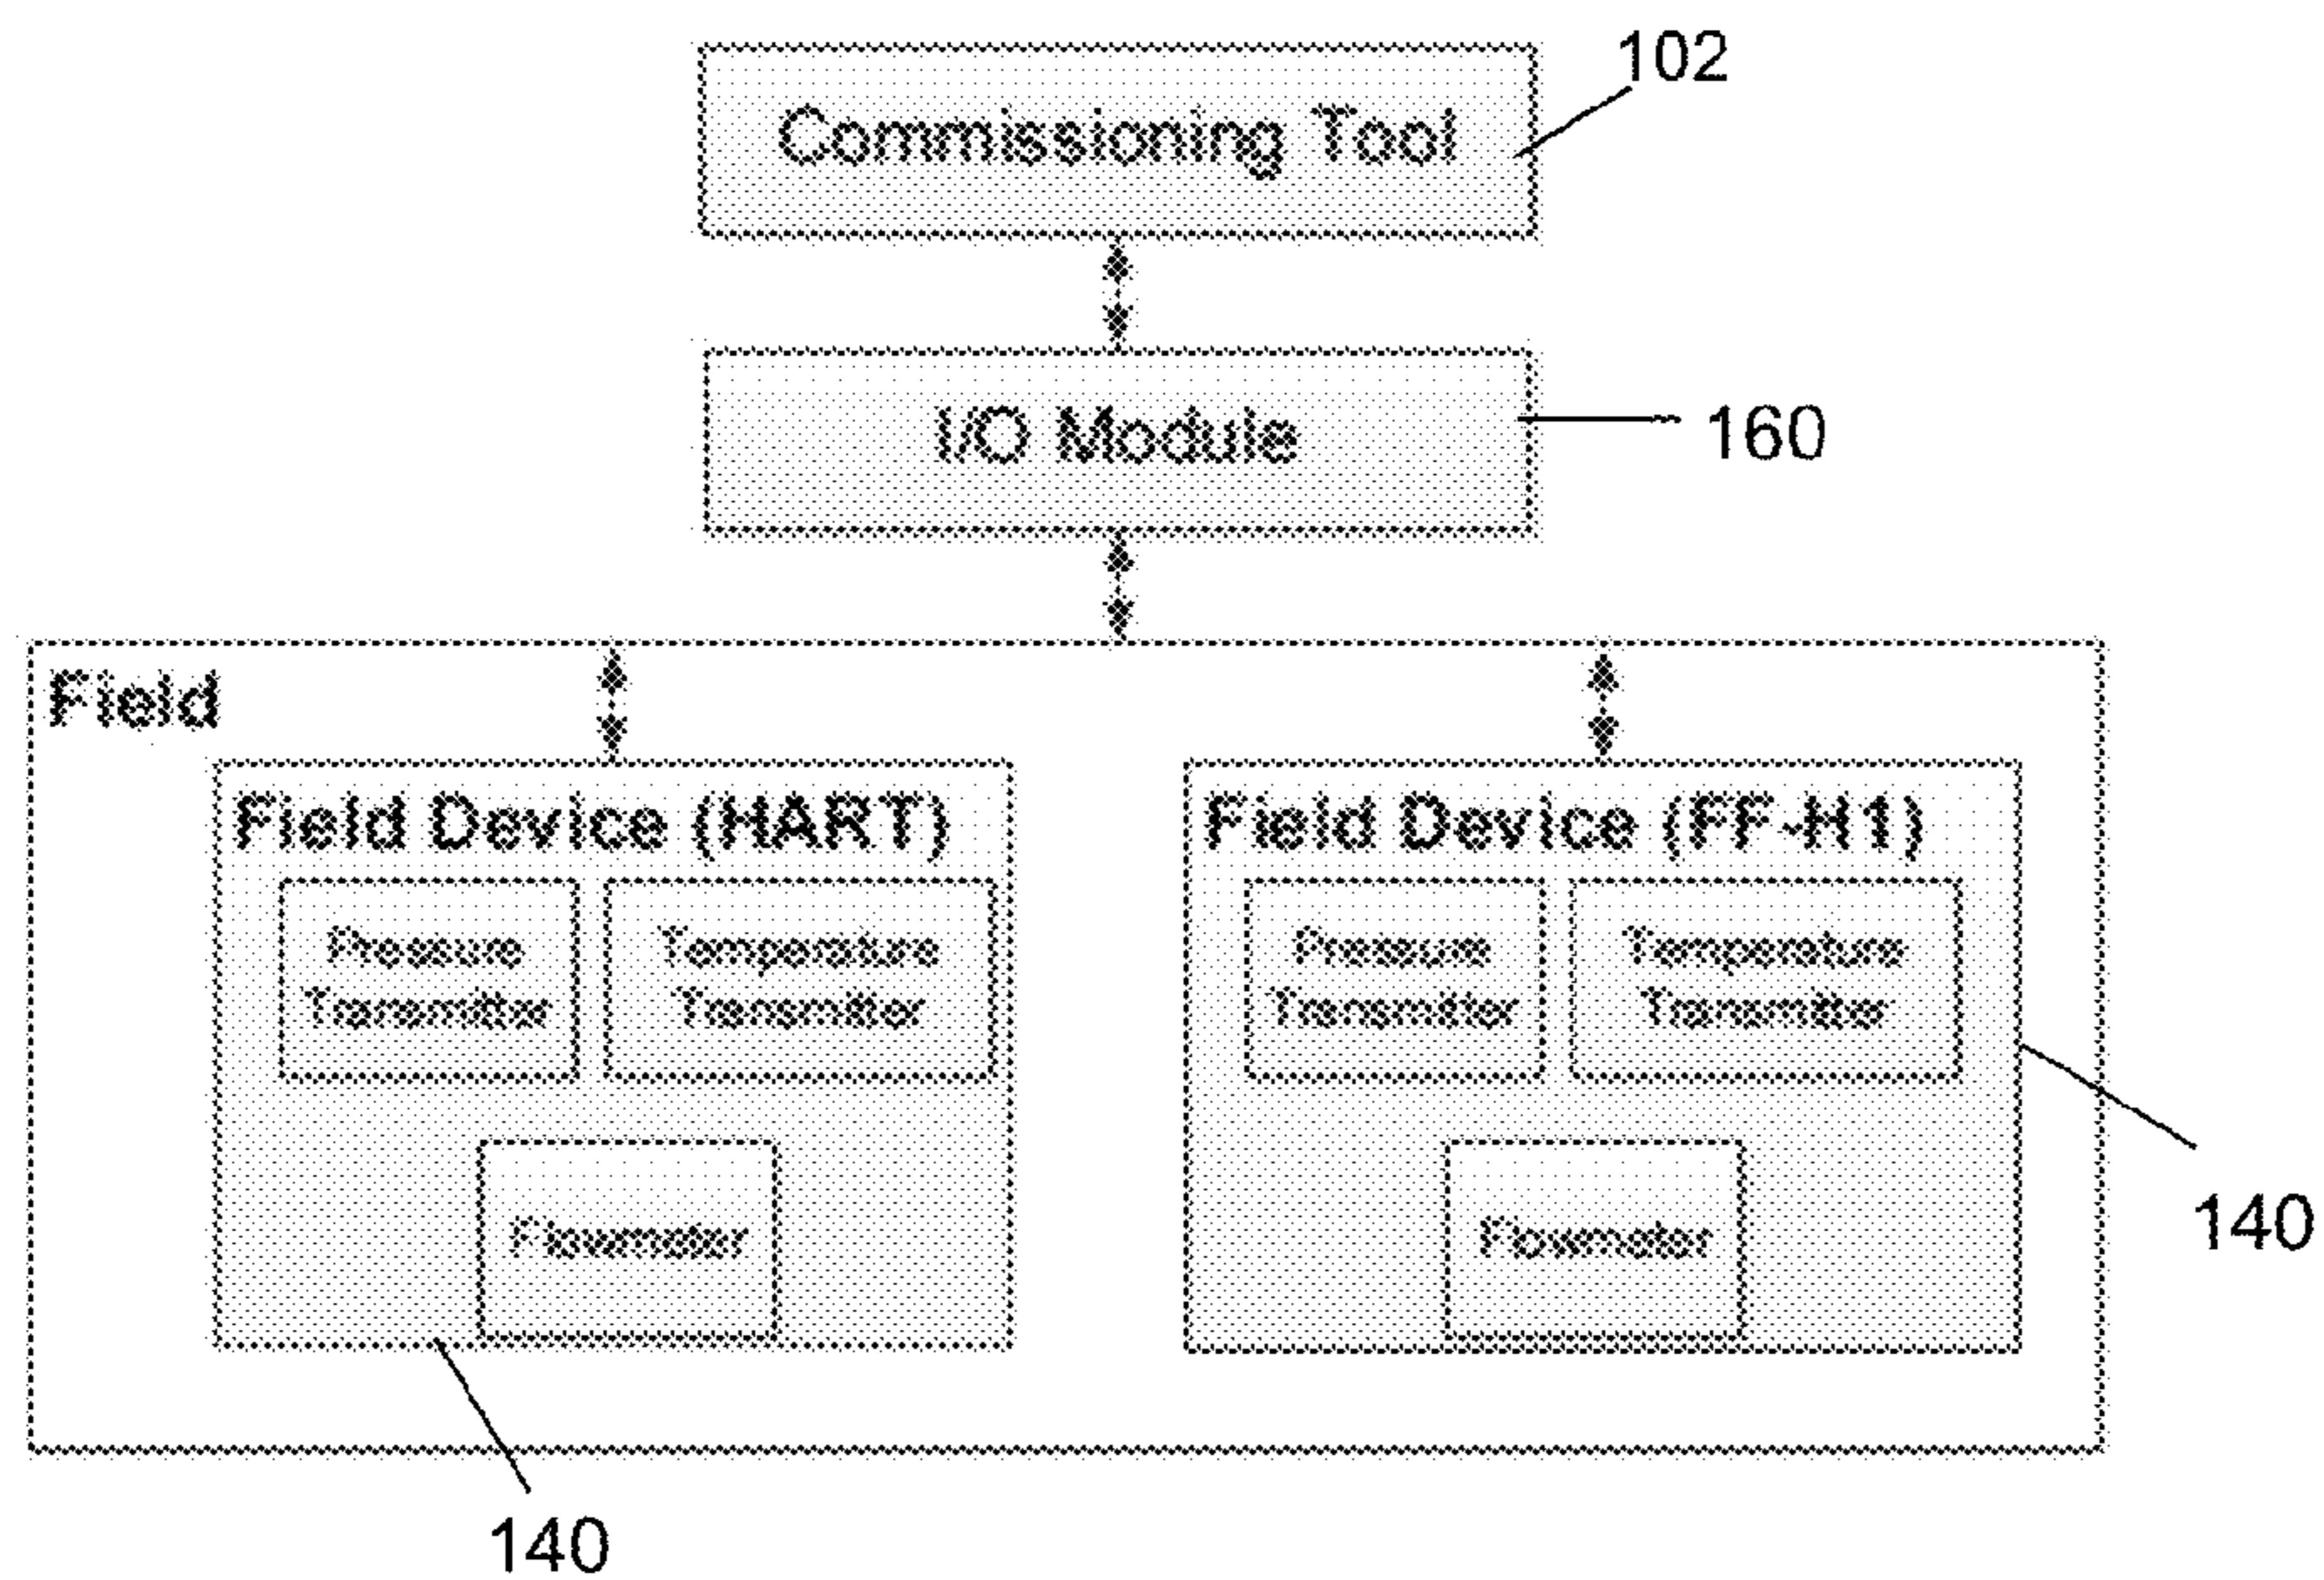 102
Commissioning Tool
I/O Module
160
Field
Field Device (HART)
Pressure
Transmitter
Temperature
Transmitter
Flowmeter
Field Device (FF-H1)
Pressure
Transmitter
Temperature
Transmitter
Flowmeter
140
140